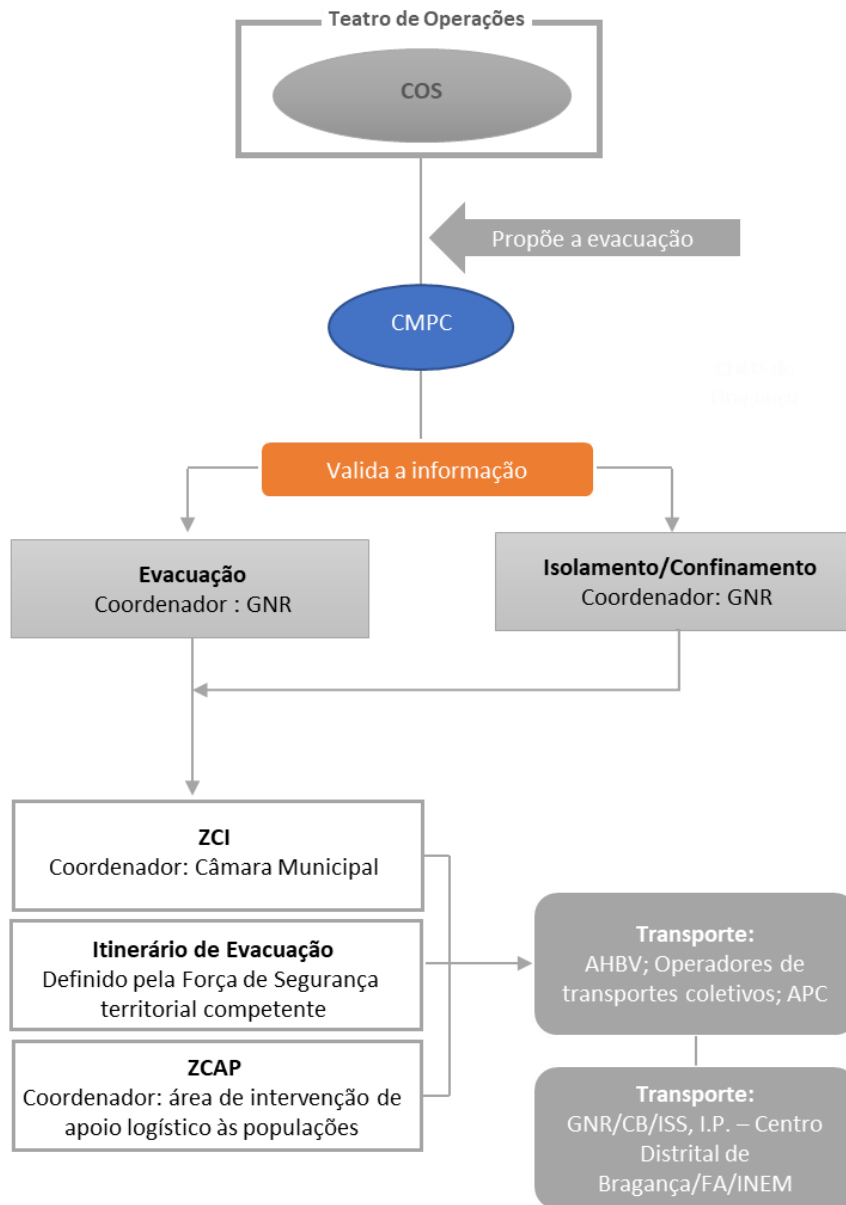 Teatro de Operações
COS
Propõe a evacuação
CMPC
Valida a informação
Evacuação
Coordenador : GNR
Isolamento/Confinamento
Coordenador: GNR
ZCI
Coordenador: Câmara Municipal
Itinerário de Evacuação
Definido pela Força de Segurança
territorial competente
ZCAP
Coordenador: área de intervenção de
apoio logístico às populações
Transporte:
AHBV; Operadores de
transportes coletivos; APC
Transporte:
GNR/CB/ISS, I.P. – Centro
Distrital de
Bragança/FA/INEM